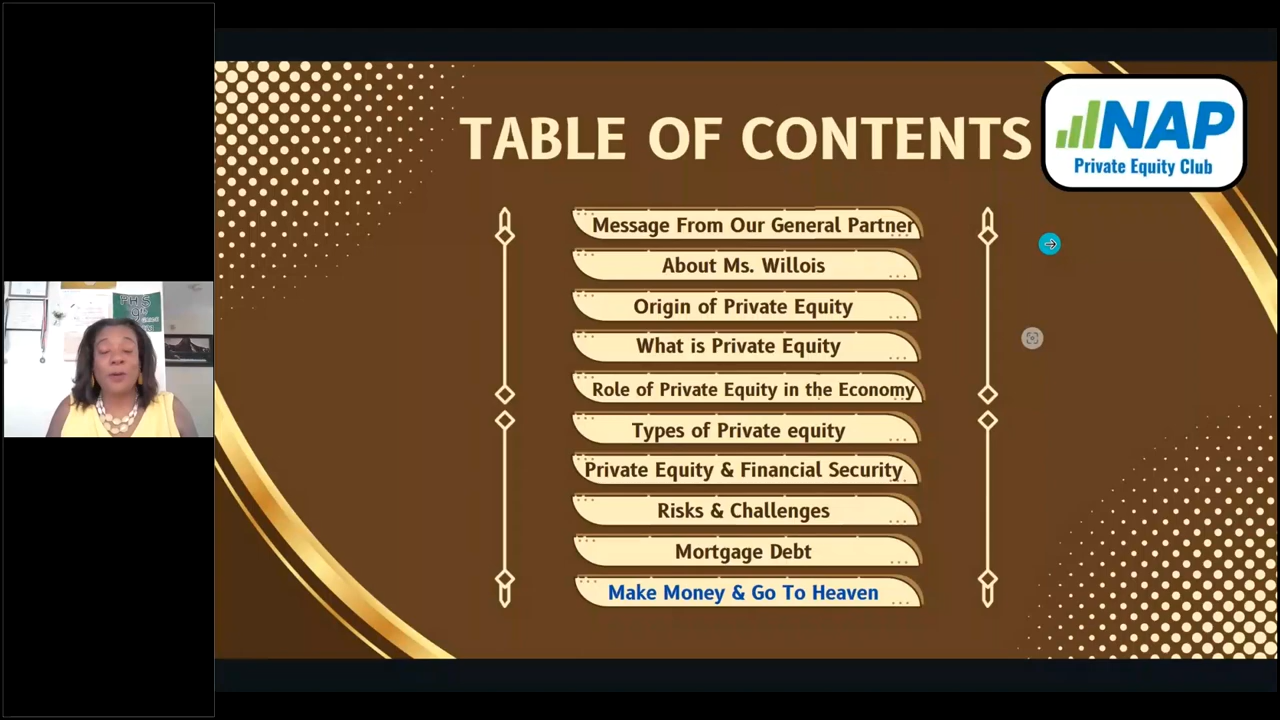 TABLE OF CONTENTS
NAP
Private Equity Club
Message From Our General Partner
About Ms. Willois
Origin of Private Equity
What is Private Equity
Role of Private Equity in the Economy
Types of Private equity
Private Equity & Financial Security
Risks & Challenges
Mortgage Debt
Make Money & Go To Heaven